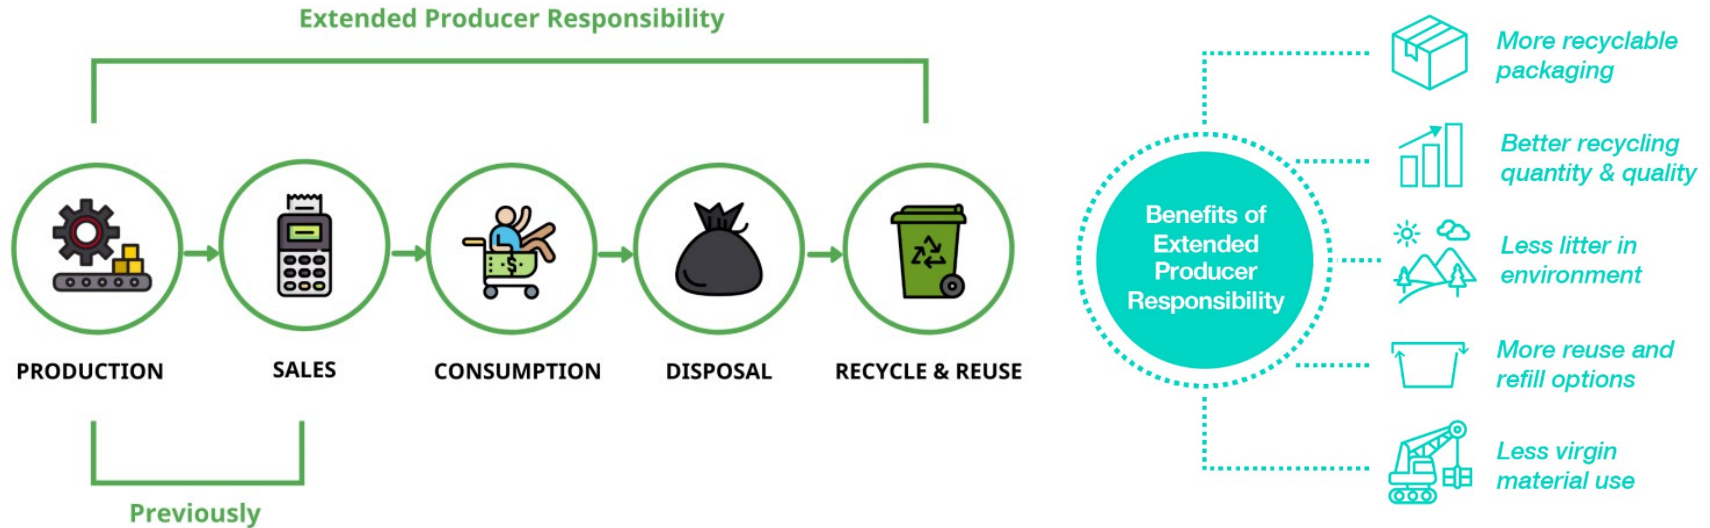 Extended Producer Responsibility
PRODUCTION
SALES
CONSUMPTION
DISPOSAL
RECYCLE & REUSE
Previously
Benefits of
Extended
Producer
Responsibility
More recyclable
packaging
Better recycling
quantity & quality
Less litter in
environment
More reuse and
refill options
Less virgin
material use
$